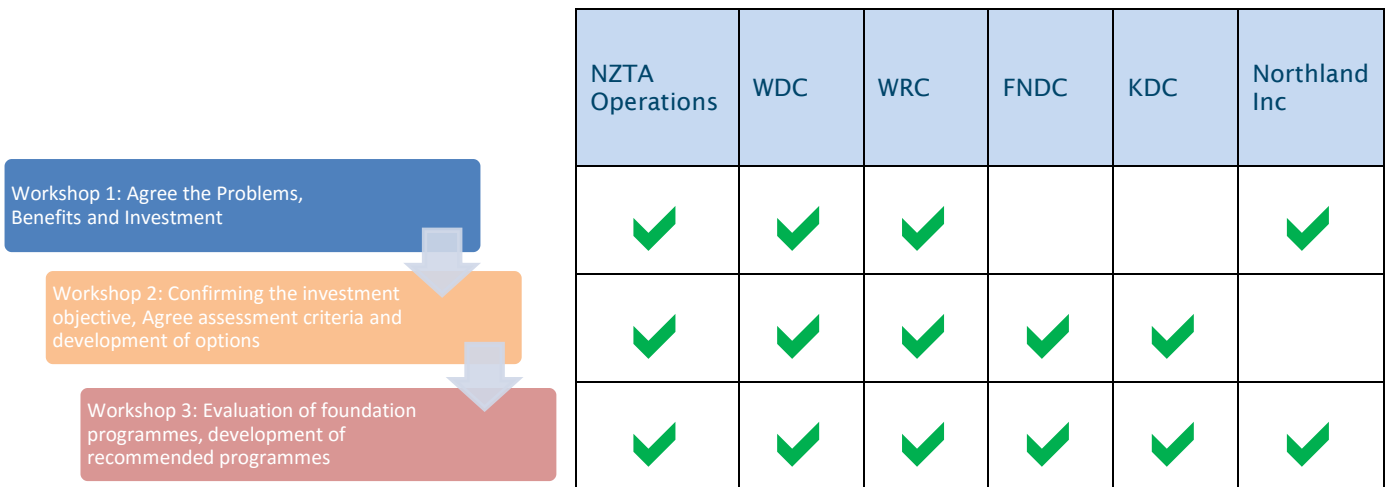 NZTA
Operations
WDC
WRC
FNDC
KDC
Northland
Inc
Workshop 1: Agree the Problems,
Benefits and Investment
Workshop 2: Confirming the investment
objective, Agree assessment criteria and
development of options
Workshop 3: Evaluation of foundation
programmes, development of
recommended programmes